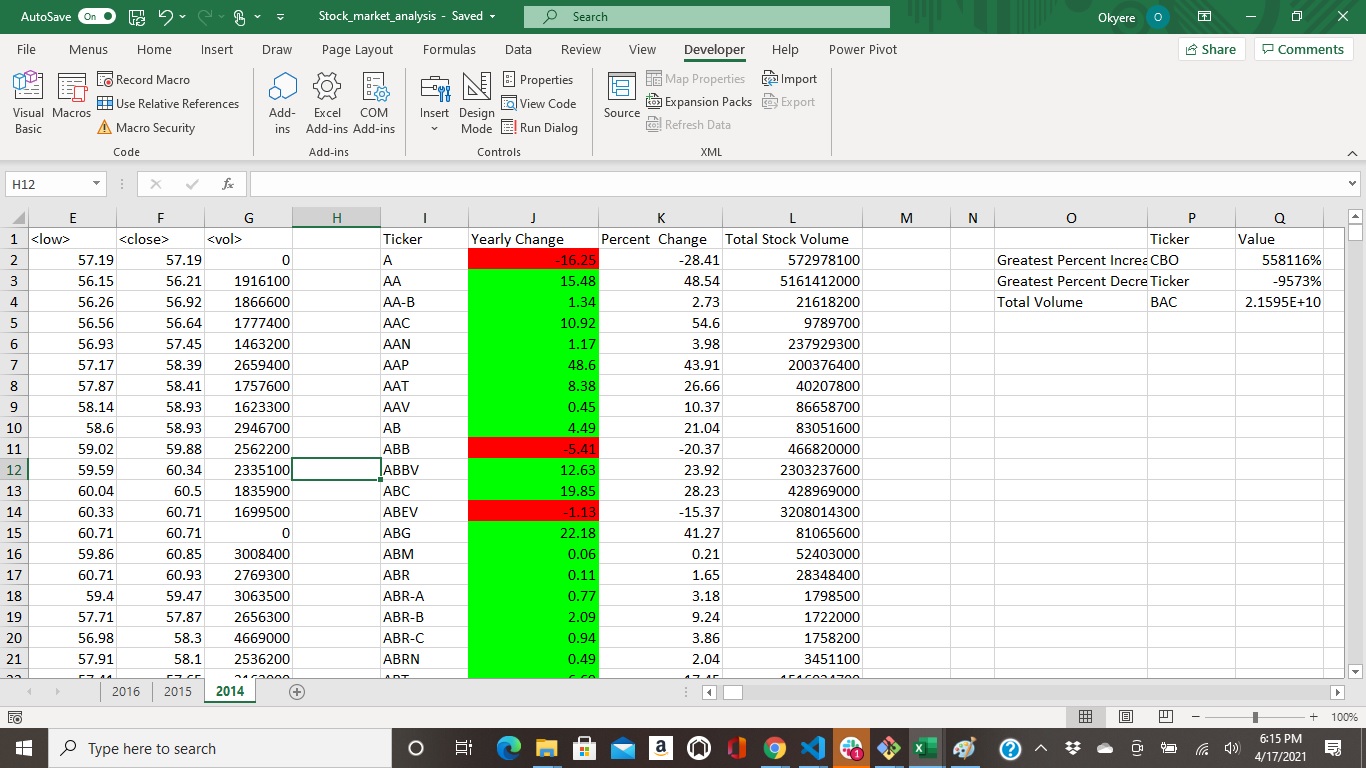 AutoSave On Stock_market_analysis - Saved Search Okyere O
File Menus Home Insert Draw Page Layout Formulas Data Review View Developer Help Power Pivot Share Comments
Visual Basic
Macros
Record Macro
Use Relative References
Macro Security
Code
Add-ins
Excel Add-ins
COM Add-ins
Add-ins
Insert
Design Mode
Properties
View Code
Run Dialog
Controls
Source
Map Properties
Expansion Packs
Refresh Data
Import
Export
XML
H12 fx
E F G H I J K L M N O P Q
1 <low> <close> <vol> Ticker Yearly Change Percent Change Total Stock Volume Ticker Value
2 57.19 57.19 0 A -16.25 -28.41 572978100 Greatest Percent Increa CBO 558116%
3 56.15 56.21 1916100 AA 15.48 48.54 5161412000 Greatest Percent Decre Ticker -9573%
4 56.26 56.92 1866600 AA-B 1.34 2.73 21618200 Total Volume BAC 2.1595E+10
5 56.56 56.64 1777400 AAC 10.92 54.6 9789700
6 56.93 57.45 1463200 AAN 1.17 3.98 237929300
7 57.17 58.39 2659400 AAP 48.6 43.91 200376400
8 57.87 58.41 1757600 AAT 8.38 26.66 40207800
9 58.14 58.93 1623300 AAV 0.45 10.37 86658700
10 58.6 58.93 2946700 AB 4.49 21.04 83051600
11 59.02 59.88 2562200 ABB -5.41 -20.37 466820000
12 59.59 60.34 2335100 ABBV 12.63 23.92 2303237600
13 60.04 60.5 1835900 ABC 19.85 28.23 428969000
14 60.33 60.71 1699500 ABEV -1.13 -15.37 3208014300
15 60.71 60.71 0 ABG 22.18 41.27 81065600
16 59.86 60.85 3008400 ABM 0.06 0.21 52403000
17 60.71 60.93 2769300 ABR 0.11 1.65 28348400
18 59.4 59.47 3063500 ABR-A 0.77 3.18 1798500
19 57.71 57.87 2656300 ABR-B 2.09 9.24 1722000
20 56.98 58.3 4669000 ABR-C 0.94 3.86 1758200
21 57.91 58.1 2536200 ABRN 0.49 2.04 3451100
2016 2015 2014
100%
Type here to search
6:15 PM
4/17/2021